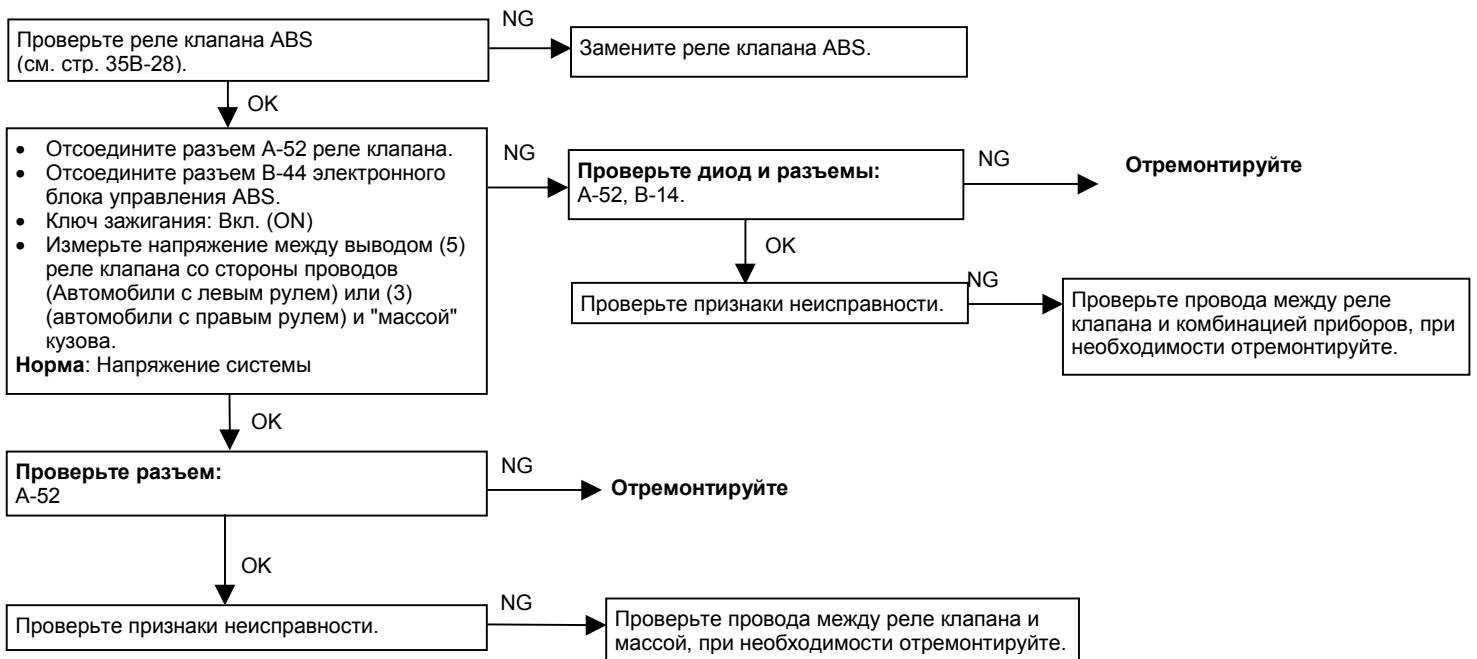 Проверьте реле клапана ABS
(см. стр. 35B-28).
NG
Замените реле клапана ABS.
OK
• Отсоедините разъем A-52 реле клапана.
• Отсоедините разъем B-44 электронного
блока управления ABS.
• Ключ зажигания: Вкл. (ON)
• Измерьте напряжение между выводом (5)
реле клапана со стороны проводов
(Автомобили с левым рулем) или (3)
(автомобили с правым рулем) и "массой"
кузова.
Норма: Напряжение системы
NG
Проверьте диод и разъемы:
A-52, B-14.
NG
Отремонтируйте
OK
Проверьте признаки неисправности.
NG
Проверьте провода между реле
клапана и комбинацией приборов, при
необходимости отремонтируйте.
OK
Проверьте разъем:
A-52
NG
Отремонтируйте
OK
Проверьте признаки неисправности.
NG
Проверьте провода между реле клапана и
массой, при необходимости отремонтируйте.